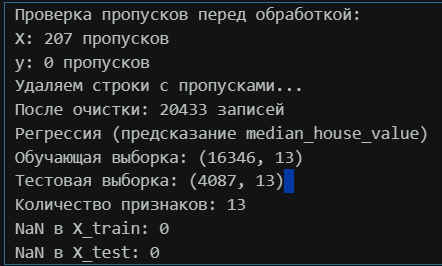 Проверка пропусков перед обработкой:
X: 207 пропусков
y: 0 пропусков
Удаляем строки с пропусками...
После очистки: 20433 записей
Регрессия (предсказание median_house_value)
Обучающая выборка: (16346, 13)
Тестовая выборка: (4087, 13)
Количество признаков: 13
NaN в X_train: 0
NaN в X_test: 0